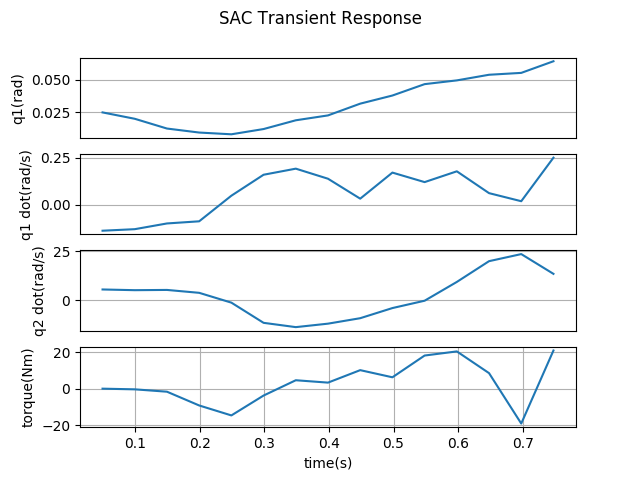 SAC Transient Response
q1(rad)
0.050
0.025
q1 dot(rad/s)
0.25
0.00
q2 dot(rad/s)
25
0
torque(Nm)
20
0
−20
0.1 0.2 0.3 0.4 0.5 0.6 0.7
time(s)